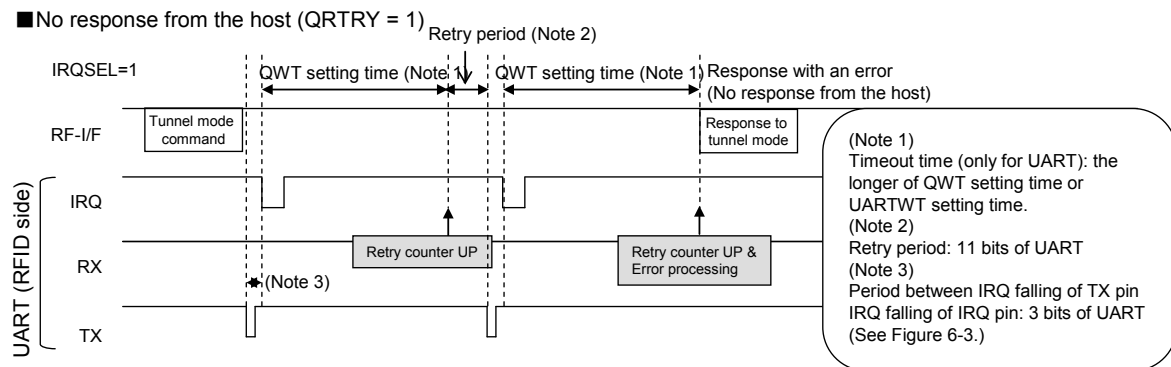 ■No response from the host (QRTRY = 1)
Retry period (Note 2)
IRQSEL=1
QWT setting time (Note 1)
QWT setting time (Note 1)
Response with an error
(No response from the host)
RF-I/F
Tunnel mode
command
Response to
tunnel mode
UART (RFID side)
IRQ
RX
Retry counter UP
Retry counter UP &
Error processing
(Note 3)
TX
(Note 1)
Timeout time (only for UART): the
longer of QWT setting time or
UARTWT setting time.
(Note 2)
Retry period: 11 bits of UART
(Note 3)
Period between IRQ falling of TX pin
IRQ falling of IRQ pin: 3 bits of UART
(See Figure 6-3.)